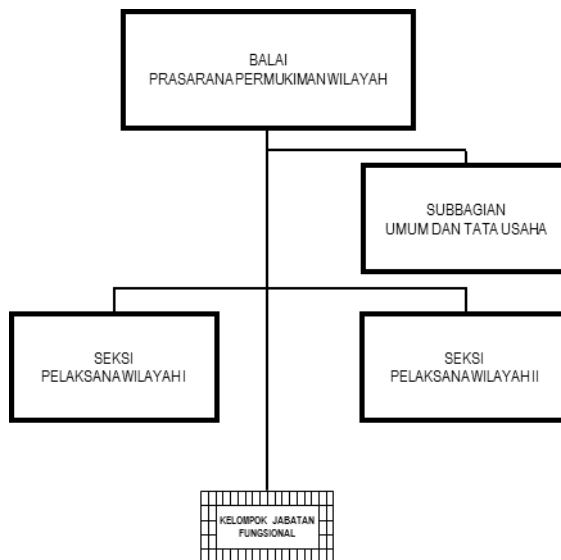 BALAI
PRASARANA PERMUKIMAN WILAYAH
SUBBAGIAN
UMUM DAN TATA USAHA
SEKSI
PELAKSANA WILAYAH I
SEKSI
PELAKSANA WILAYAH II
KELOMPOK JABATAN
FUNGSIONAL